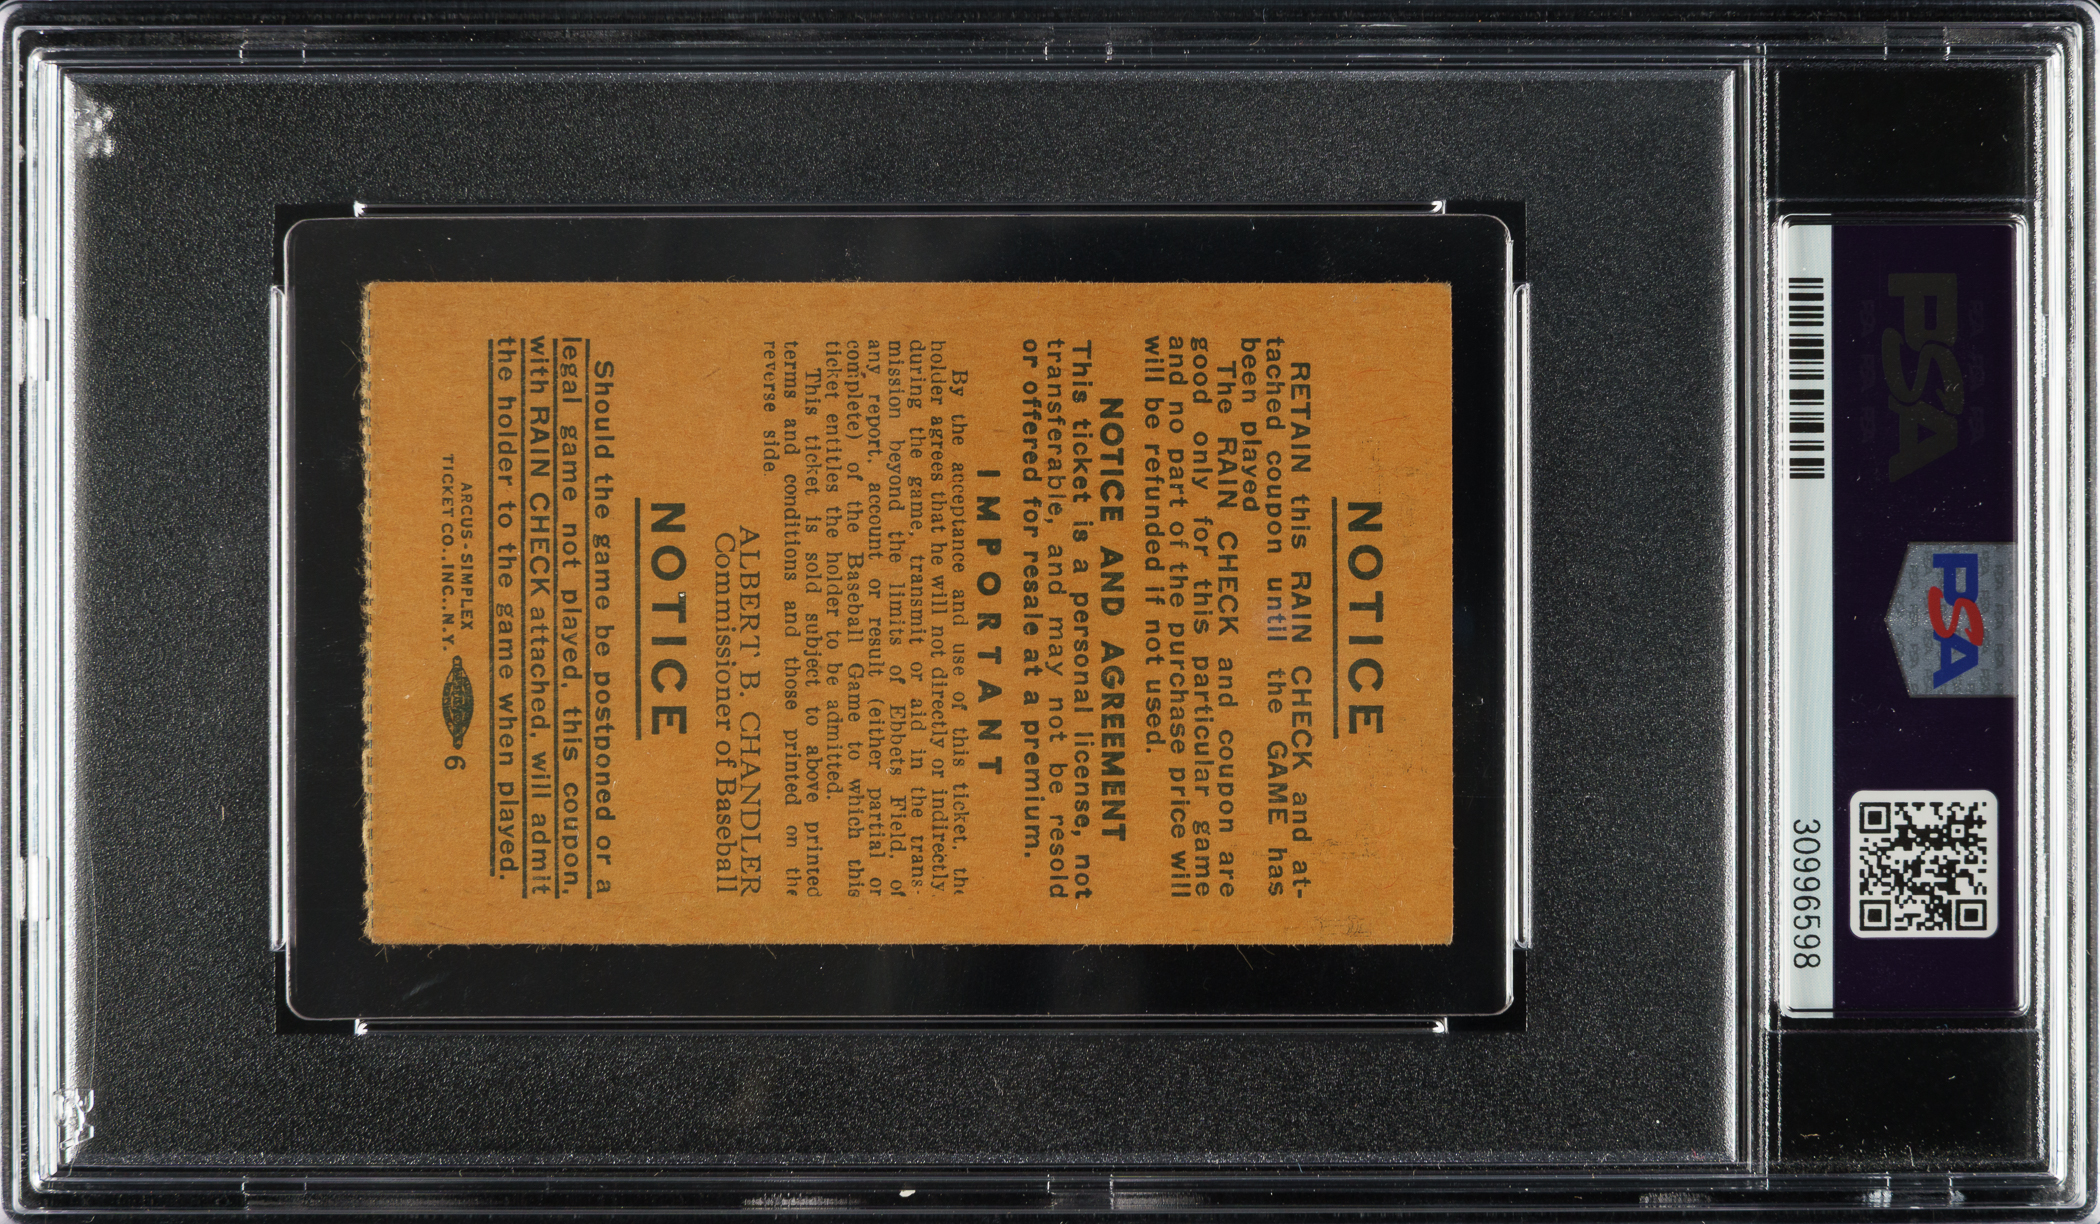 PSA
PSA
30996598
NOTICE
RETAIN this RAIN CHECK and at-
tached coupon until the GAME has
been played
The RAIN CHECK and coupon are
good only for this particular game
and no part of the purchase price will
will be refunded if not used.
NOTICE AND AGREEMENT
This ticket is a personal license, not
transferable, and may not be resold
or offered for resale at a premium.
IMPORTANT
By the acceptance and use of this ticket, the
holder agrees that he will not directly or indirectly
during the game, transmit or aid in the trans-
mission beyond the limits of Ebbets Field, of
any report, account or result (either partial or
complete) of the Baseball Game to which this
ticket entitles the holder to be admitted.
This ticket is sold subject to above printed
terms and conditions and those printed on the
reverse side
ALBERT B. CHANDLER
Commissioner of Baseball
NOTICE
Should the game be postponed or a
legal game not played, this coupon,
with RAIN CHECK attached, will admit
the holder to the game when played.
ARCUS-SIMPLEX
TICKET CO., INC., N.Y. 6